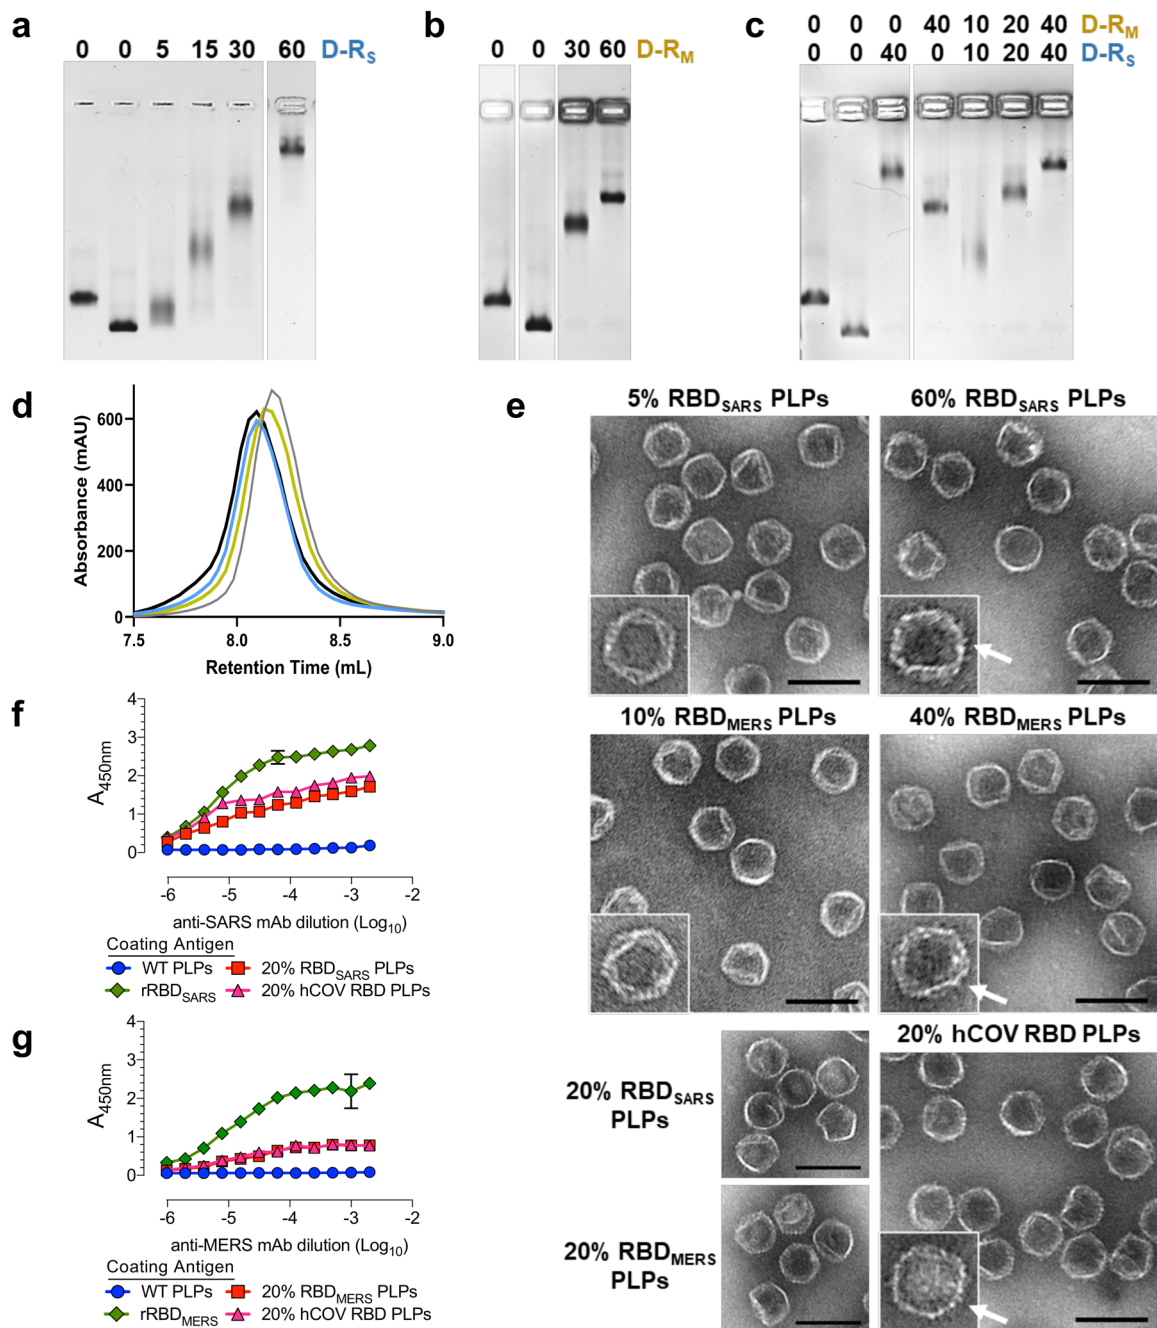 a
0 0 5 15 30 60 D-RS
b
0 0 30 60 D-RM
c
0 0 0 40 10 20 40 D-RM
0 0 40 0 10 20 40 D-RS
d
Absorbance (mAU)
600
400
200
0
7.5 8.0 8.5 9.0
Retention Time (mL)
e
5% RBDSARS PLPs
60% RBDSARS PLPs
10% RBDMERS PLPs
40% RBDMERS PLPs
20% RBDSARS
PLPs
20% RBDMERS
PLPs
20% hCOV RBD PLPs
f
A450nm
4
3
2
1
0
-6 -5 -4 -3 -2
anti-SARS mAb dilution (Log10)
Coating Antigen
WT PLPs 20% RBDSARS PLPs
rRBDSARS 20% hCOV RBD PLPs
g
A450nm
4
3
2
1
0
-6 -5 -4 -3 -2
anti-MERS mAb dilution (Log10)
Coating Antigen
WT PLPs 20% RBDMERS PLPs
rRBDMERS 20% hCOV RBD PLPs